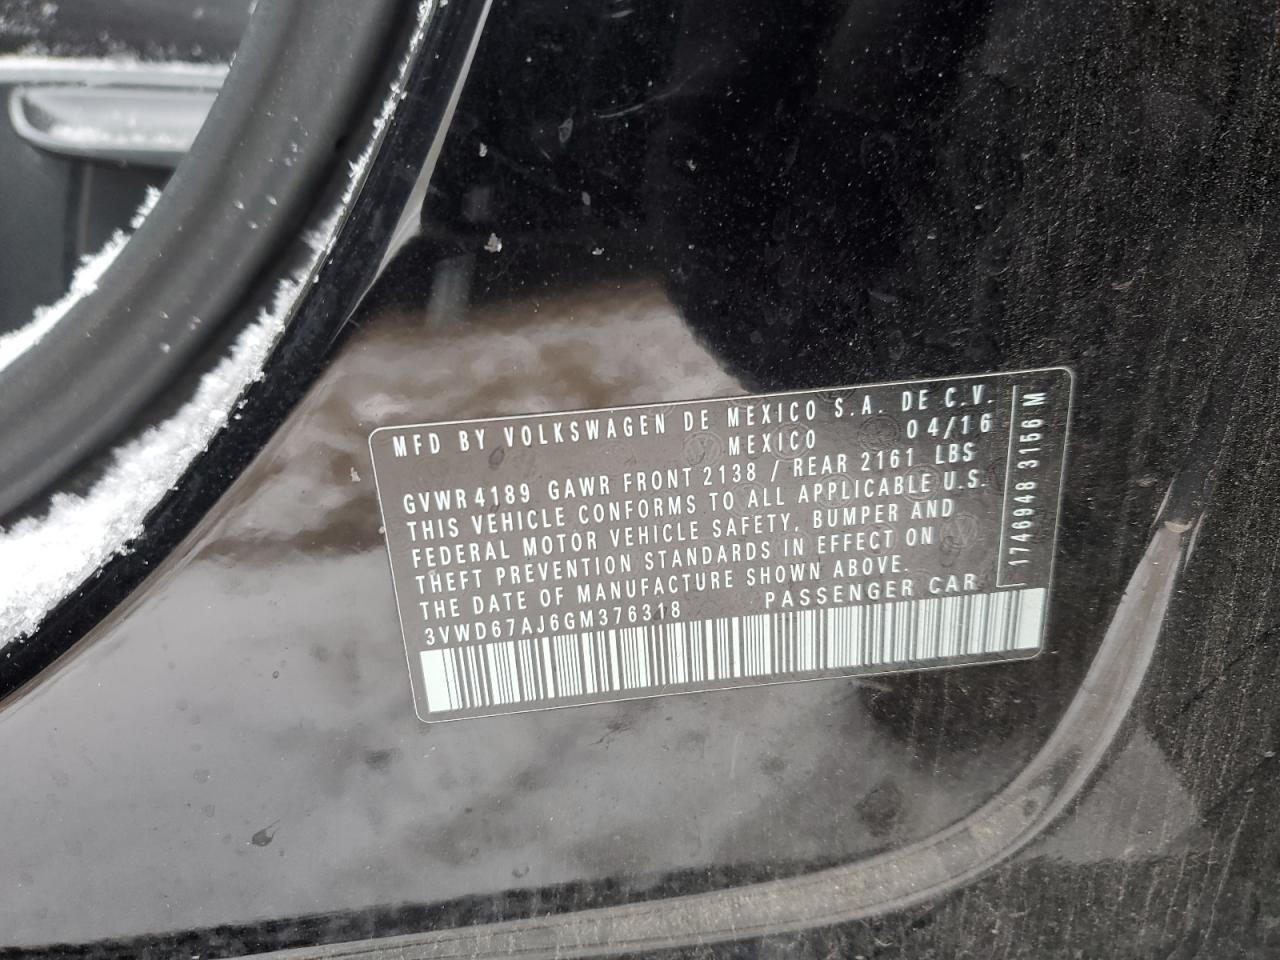 MFD BY VOLKSWAGEN DE MEXICO S.A. DE C.V.
MEXICO 04/16
GVWR 4189 GAWR FRONT 2138 / REAR 2161 LBS
THIS VEHICLE CONFORMS TO ALL APPLICABLE U.S.
FEDERAL MOTOR VEHICLE SAFETY, BUMPER AND
THEFT PREVENTION STANDARDS IN EFFECT ON
THE DATE OF MANUFACTURE SHOWN ABOVE.
3VWD67AJ6GM376318 PASSENGER CAR
1746948 3166 M